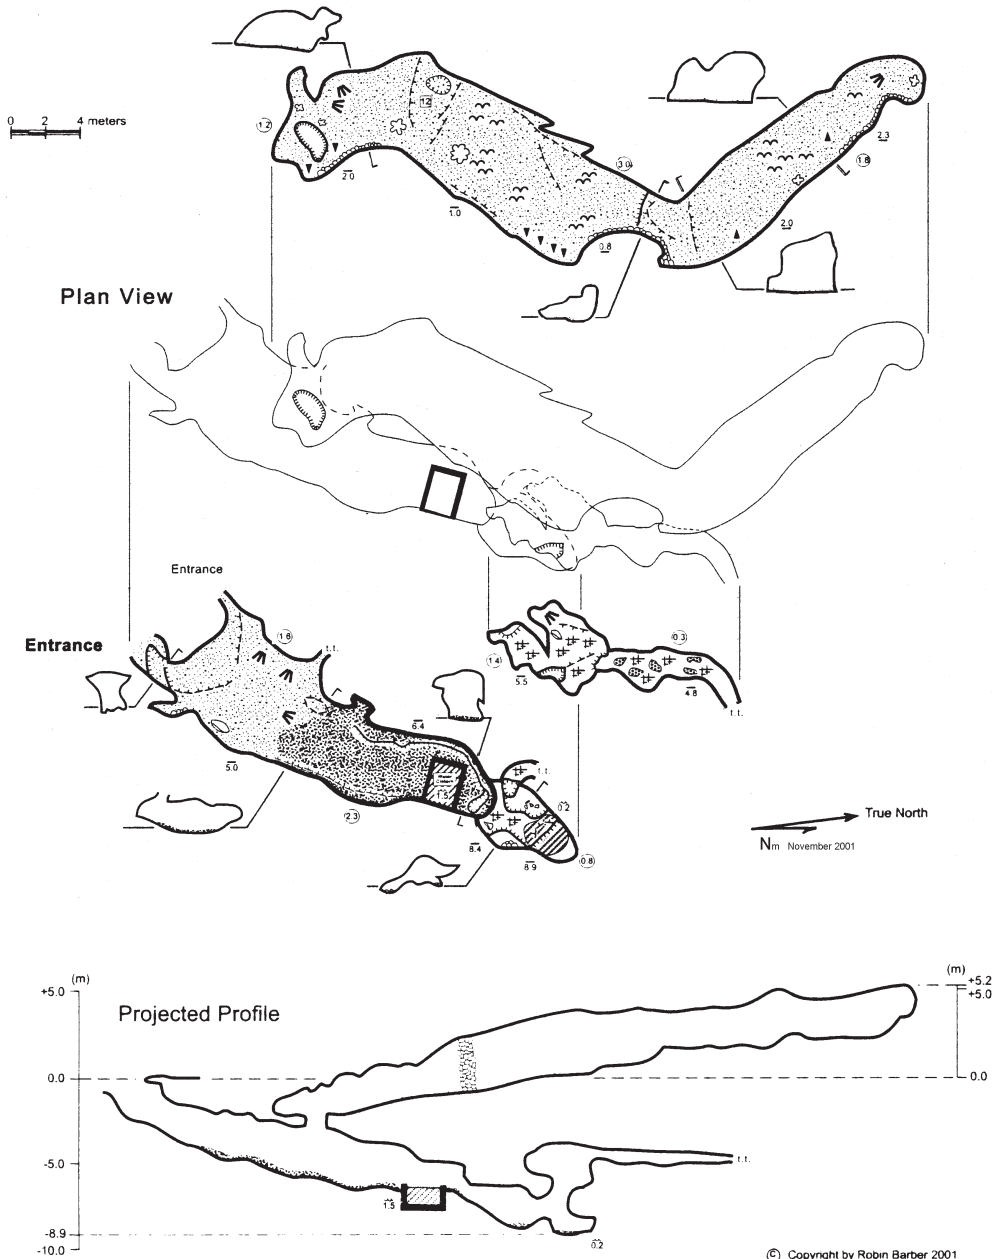 0 2 4 meters
1.2
12
2.0
1.0
3.0
0.8
2.3
1.8
2.0
Plan View
Entrance
Entrance
1.6
t.t.
6.4
5.0
1.5
2.3
t.t.
0.2
8.4
8.9
0.8
0.3
1.4
5.5
4.8
t.t.
True North
Nm November 2001
(m)
+5.0
Projected Profile
(m)
+5.2
+5.0
0.0
0.0
-5.0
t.t.
1.5
-8.9
-10.0
0.2
© Copyright by Robin Barber 2001